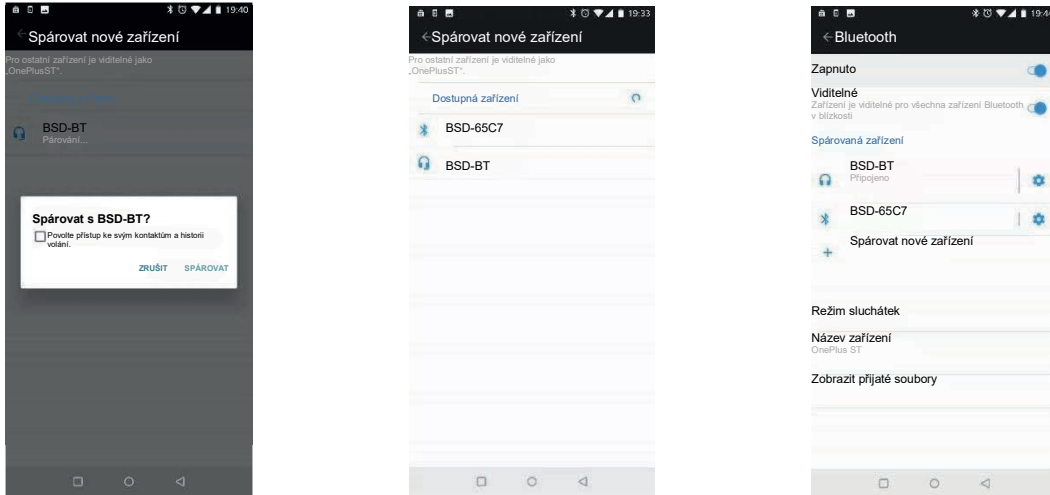 19:40
Spárovat nové zařízení
Pro ostatní zařízení je viditelné jako
„OnePlusST“.
BSD-BT
Párování...
Spárovat s BSD-BT?
Povolte přístup ke svým kontaktům a historii
volání.
ZRUŠIT SPÁROVAT
19:33
Spárovat nové zařízení
Pro ostatní zařízení je viditelné jako
„OnePlusST“.
Dostupná zařízení
BSD-65C7
BSD-BT
19:44
Bluetooth
Zapnuto
Viditelné
Zařízení je viditelné pro všechna zařízení Bluetooth
v blízkosti
Spárovaná zařízení
BSD-BT
Připojeno
BSD-65C7
Spárovat nové zařízení
Režim sluchátek
Název zařízení
OnePlus ST
Zobrazit přijaté soubory